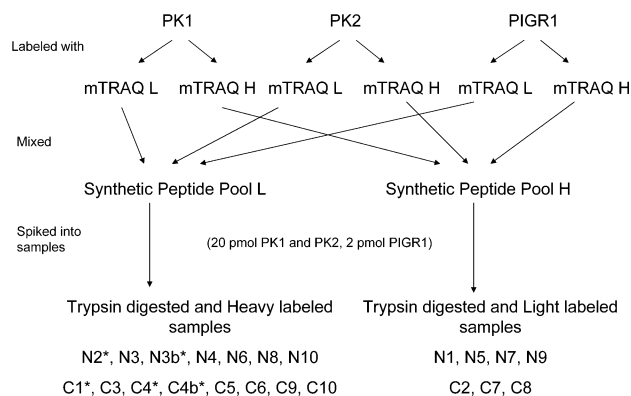 PK1 PK2 PIGR1
Labeled with
mTRAQ L mTRAQ H mTRAQ L mTRAQ H mTRAQ L mTRAQ H
Mixed
Synthetic Peptide Pool L Synthetic Peptide Pool H
Spiked into
samples
(20 pmol PK1 and PK2, 2 pmol PIGR1)
Trypsin digested and Heavy labeled
samples
N2*, N3, N3b*, N4, N6, N8, N10
C1*, C3, C4*, C4b*, C5, C6, C9, C10
Trypsin digested and Light labeled
samples
N1, N5, N7, N9
C2, C7, C8